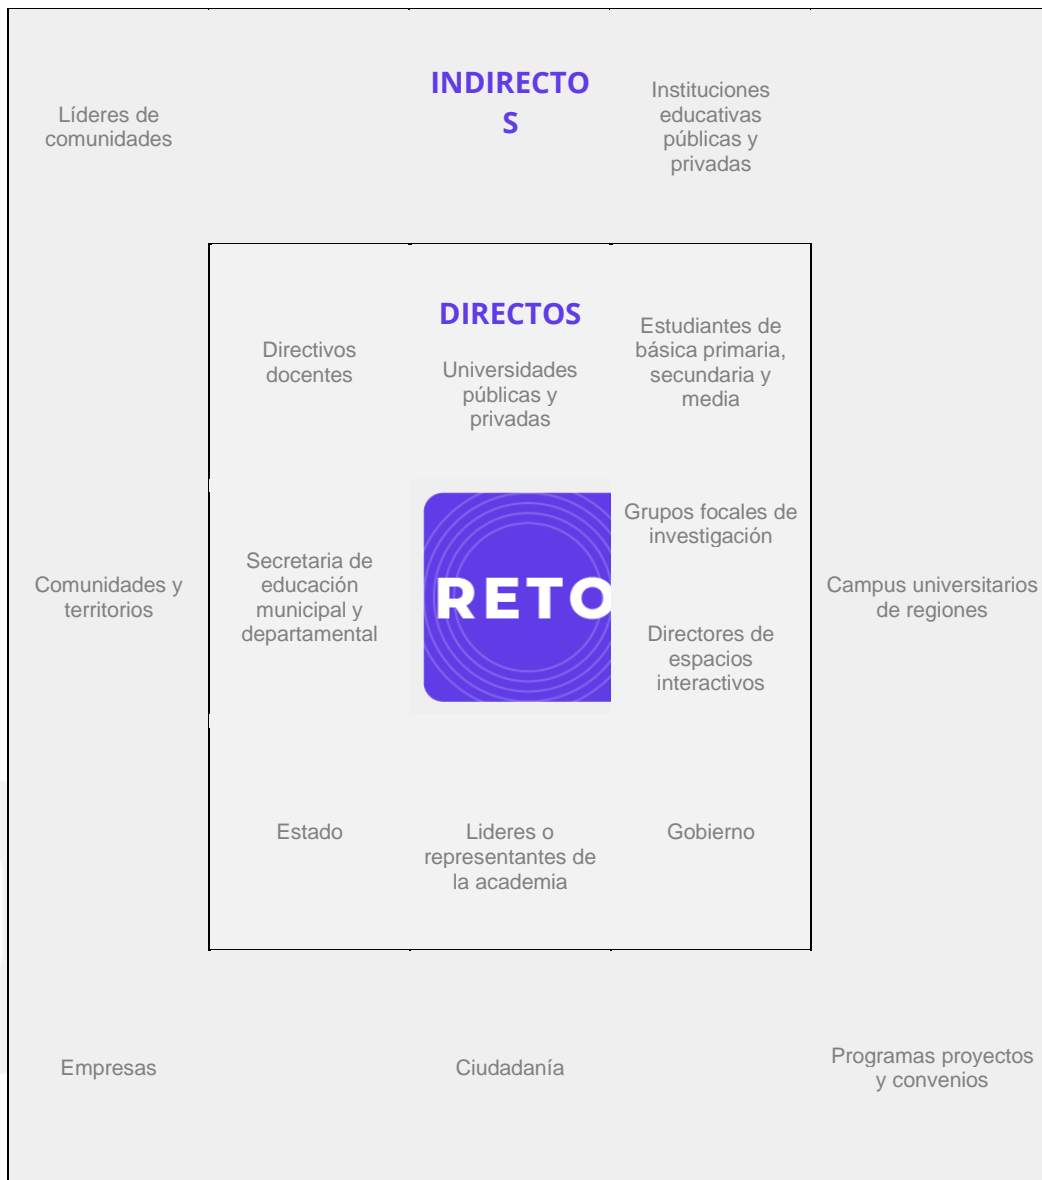 INDIRECTO
S
Líderes de
comunidades
Instituciones
educativas
públicas y
privadas
DIRECTOS
Directivos
docentes
Universidades
públicas y
privadas
Estudiantes de
básica primaria,
secundaria y
media
Comunidades y
territorios
Secretaria de
educación
municipal y
departamental
RETO
Grupos focales de
investigación
Directores de
espacios
interactivos
Campus universitarios
de regiones
Estado
Lideres o
representantes de
la academia
Gobierno
Empresas
Ciudadanía
Programas proyectos
y convenios